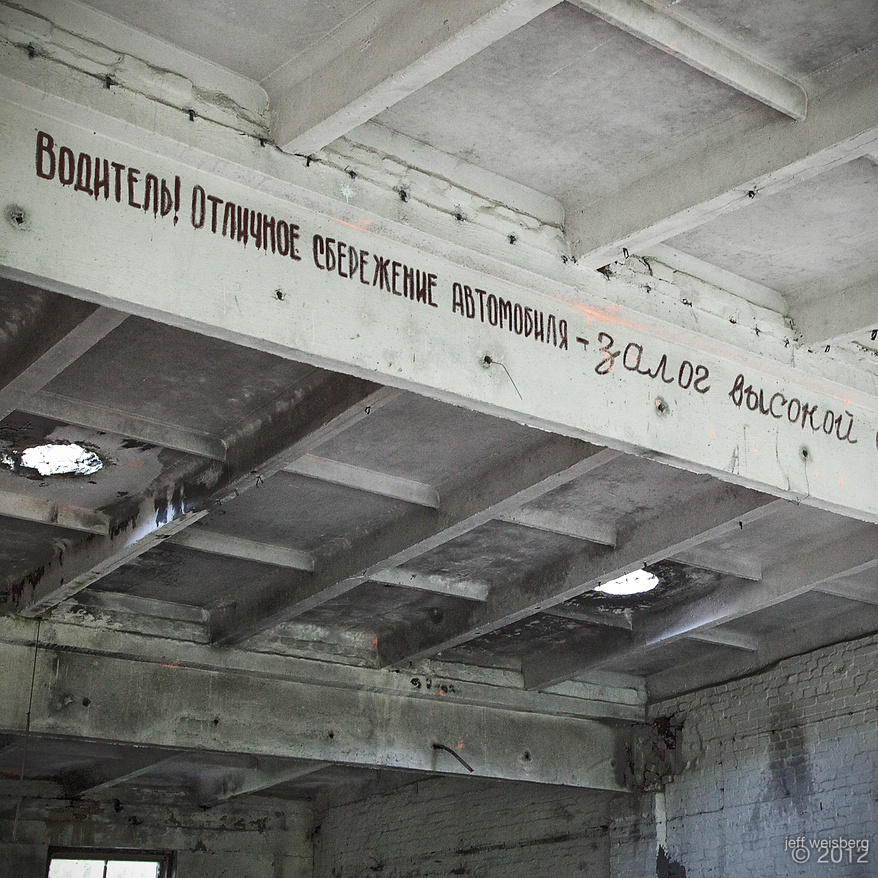 Водитель! Отличное сбережение автомобиля - залог высокой
jeff weisberg
© 2012